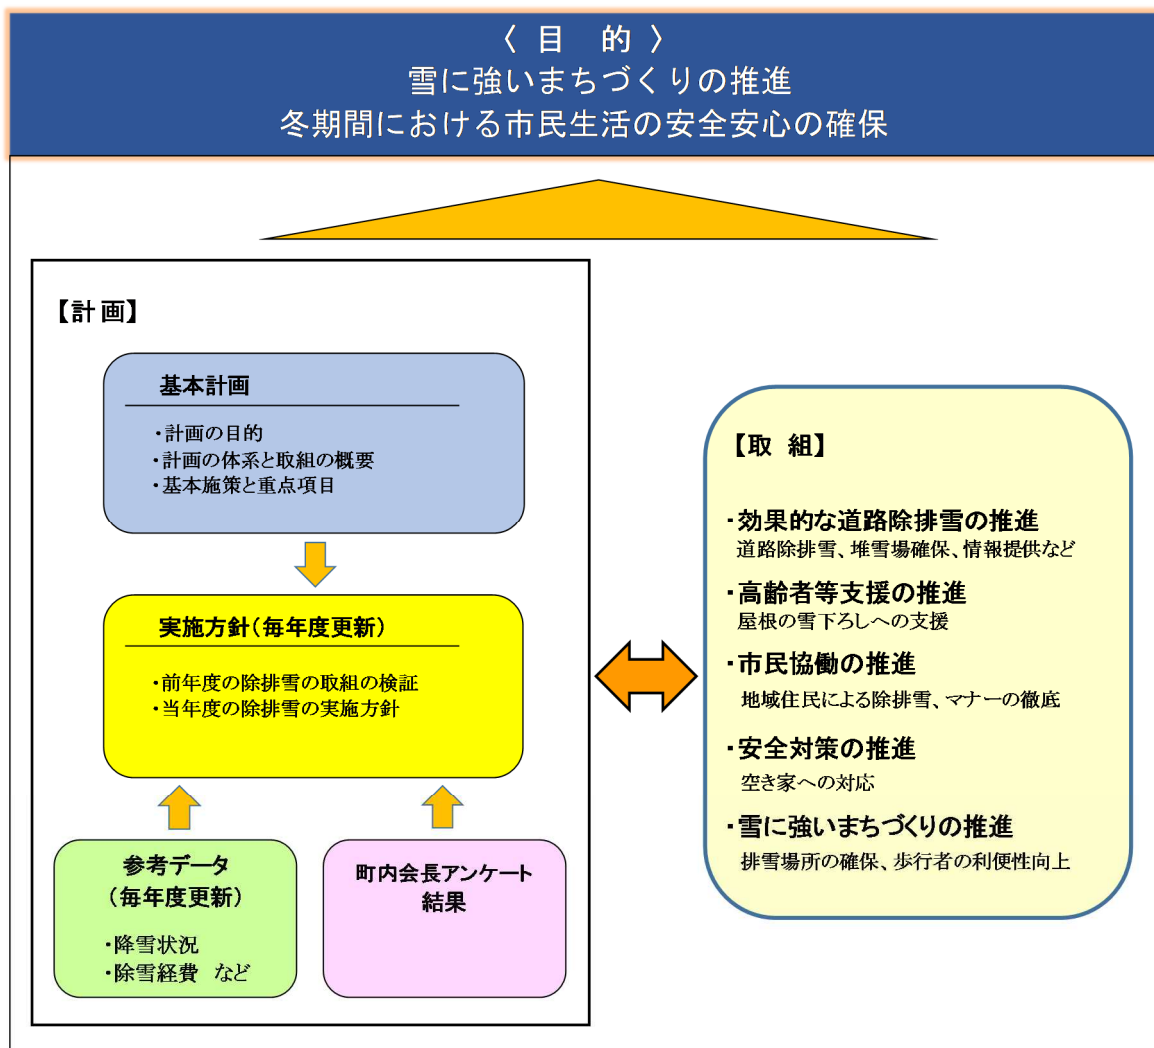 〈 目　的 〉
雪に強いまちづくりの推進
冬期間における市民生活の安全安心の確保
【計画】
基本計画
・計画の目的
・計画の体系と取組の概要
・基本施策と重点項目
実施方針（毎年度更新）
・前年度の除排雪の取組の検証
・当年度の除排雪の実施方針
参考データ
（毎年度更新）
・降雪状況
・除雪経費　など
町内会長アンケート
結果
【取 組】
・効果的な道路除排雪の推進
道路除排雪、堆雪場確保、情報提供など
・高齢者等支援の推進
屋根の雪下ろしへの支援
・市民協働の推進
地域住民による除排雪、マナーの徹底
・安全対策の推進
空き家への対応
・雪に強いまちづくりの推進
排雪場所の確保、歩行者の利便性向上